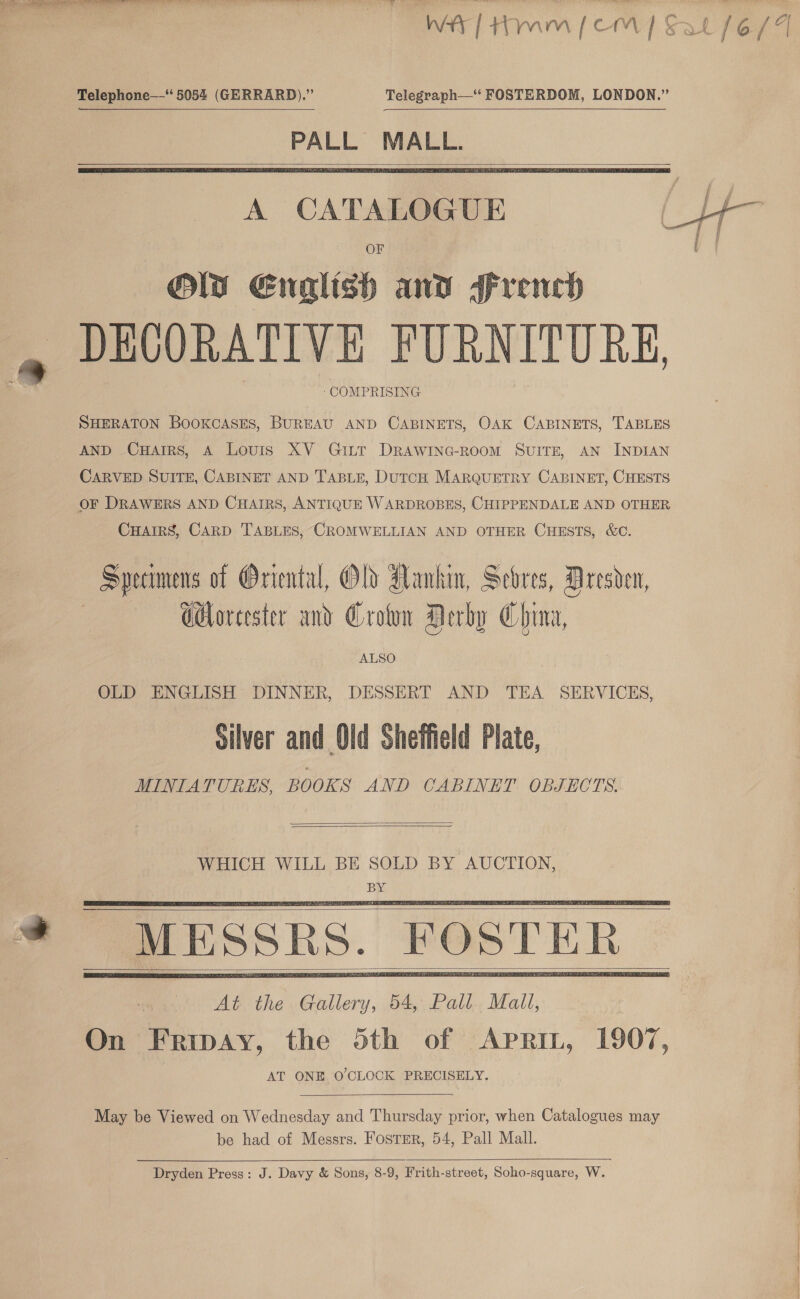 WA/Hmm/CM/Sal/6/9
Telephone—“5054 (GERRARD).” Telegraph—“FOSTERDOM, LONDON.”
PALL MALL.
A CATALOGUE
OF
Old English and French
DECORATIVE FURNITURE,
COMPRISING
SHERATON BOOKCASES, BUREAU AND CABINETS, OAK CABINETS, TABLES
AND CHAIRS, A LOUIS XV GILT DRAWING-ROOM SUITE, AN INDIAN
CARVED SUITE, CABINET AND TABLE, DUTCH MARQUETRY CABINET, CHESTS
OF DRAWERS AND CHAIRS, ANTIQUE WARDROBES, CHIPPENDALE AND OTHER
CHAIRS, CARD TABLES, CROMWELLIAN AND OTHER CHESTS, &C.
Specimens of Oriental, Old Nankin, Sebres, Dresden,
Worcester and Crown Derby China,
ALSO
OLD ENGLISH DINNER, DESSERT AND TEA SERVICES,
Silver and Old Sheffield Plate,
MINIATURES, BOOKS AND CABINET OBJECTS.
WHICH WILL BE SOLD BY AUCTION,
BY
MESSRS. FOSTER
At the Gallery, 54, Pall Mall,
On FRIDAY, the 5th of APRIL, 1907,
AT ONE O'CLOCK PRECISELY.
May be Viewed on Wednesday and Thursday prior, when Catalogues may
be had of Messrs. FOSTER, 54, Pall Mall.
Dryden Press: J. Davy & Sons, 8-9, Frith-street, Soho-square, W.